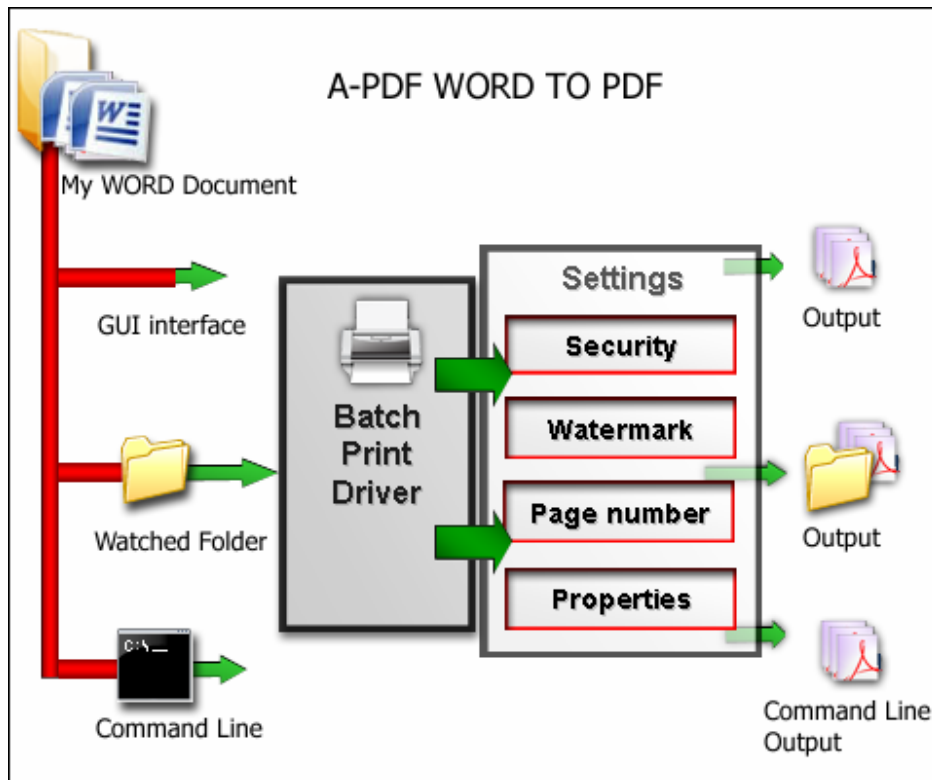 A-PDF WORD TO PDF
W
My WORD Document
GUI interface
Watched Folder
C:\_
Command Line
Batch
Print
Driver
Settings
Security
Watermark
Page number
Properties
Output
Output
Command Line
Output